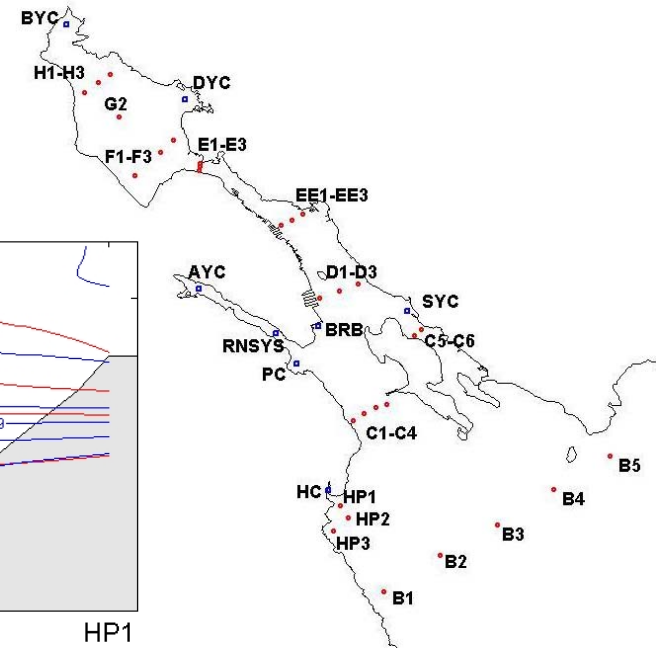 BYC
H1-H3
DYC
G2
E1-E3
F1-F3
EE1-EE3
AYC
D1-D3
SYC
BRB
C5-C6
RNSYS
PC
C1-C4
9
B5
HC
HP1
B4
HP2
B3
HP3
B2
B1
HP1